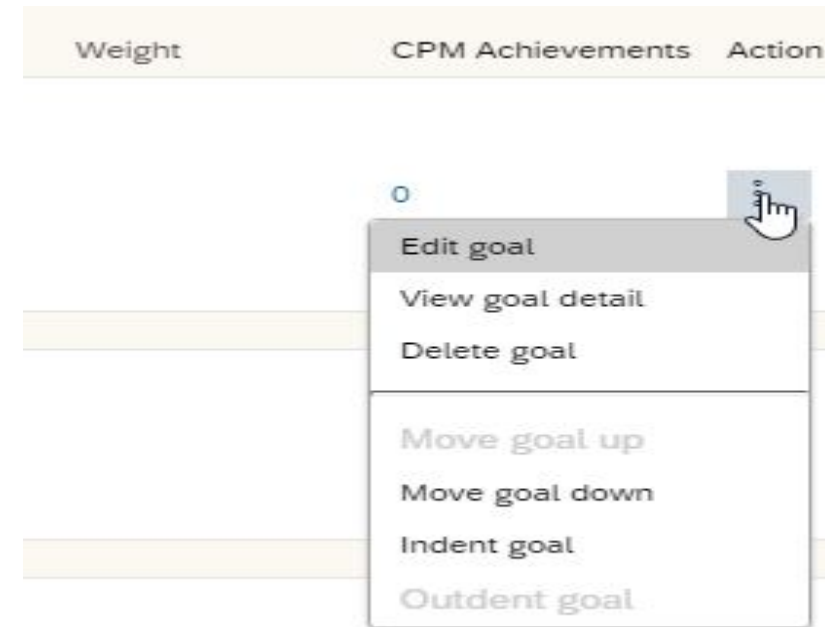 Weight CPM Achievements Action
0
Edit goal
View goal detail
Delete goal
Move goal up
Move goal down
Indent goal
Outdent goal